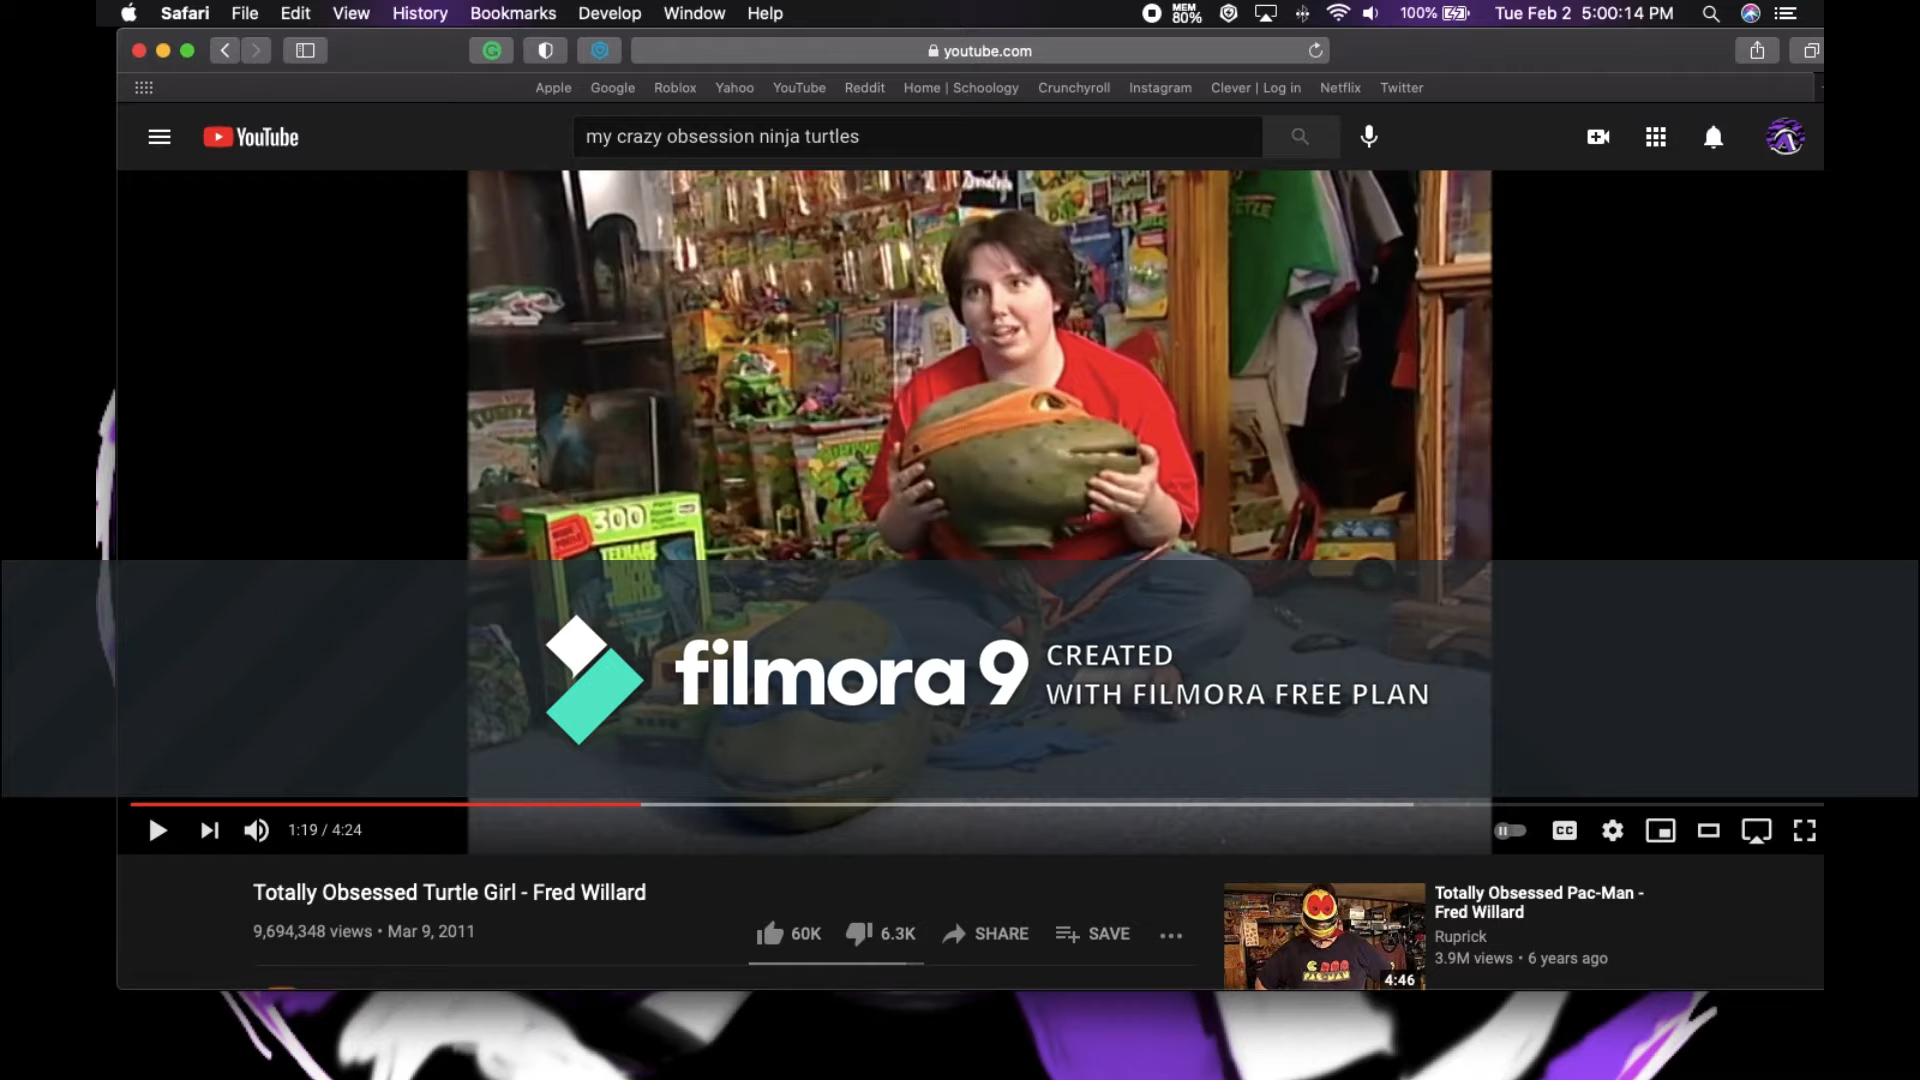 Safari File Edit View History Bookmarks Develop Window Help
MEM
80%
100%
Tue Feb 2 5:00:14 PM
youtube.com
Apple Google Roblox Yahoo YouTube Reddit Home | Schoology Crunchyroll Instagram Clever | Log in Netflix Twitter
YouTube
my crazy obsession ninja turtles
TURTLE
300
TEENAGE
filmora9
CREATED
WITH FILMORA FREE PLAN
1:19 / 4:24
CC
Totally Obsessed Turtle Girl - Fred Willard
9,694,348 views • Mar 9, 2011
60K
6.3K
SHARE
SAVE
4:46
Totally Obsessed Pac-Man -
Fred Willard
Ruprick
3.9M views • 6 years ago